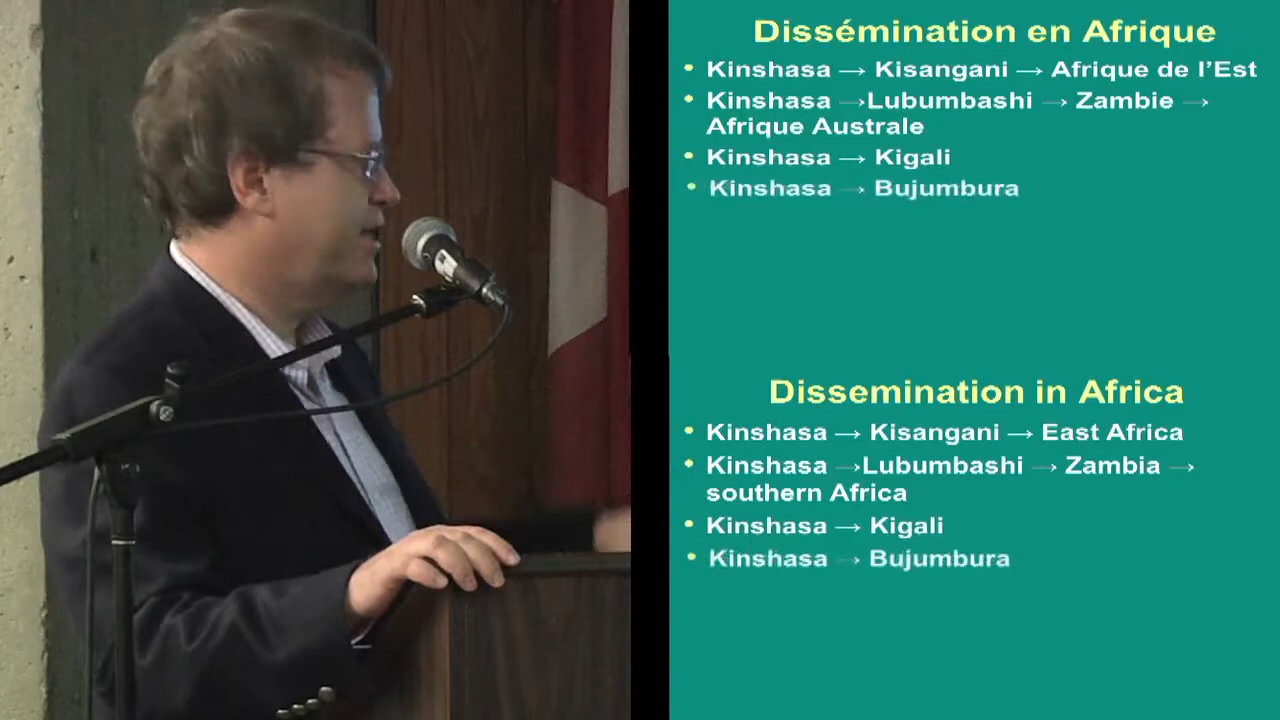 Dissémination en Afrique
• Kinshasa → Kisangani → Afrique de l’Est
• Kinshasa →Lubumbashi → Zambie →
Afrique Australe
• Kinshasa → Kigali
• Kinshasa → Bujumbura
Dissemination in Africa
• Kinshasa → Kisangani → East Africa
• Kinshasa →Lubumbashi → Zambia →
southern Africa
• Kinshasa → Kigali
• Kinshasa → Bujumbura